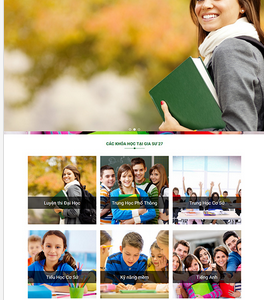 CÁC KHÓA HỌC TẠI GIA SƯ 27
Luyện thi Đại Học
Trung Học Phổ Thông
Trung Học Cơ Sở
Tiểu Học Cơ Sở
Kỹ năng mềm
Tiếng Anh